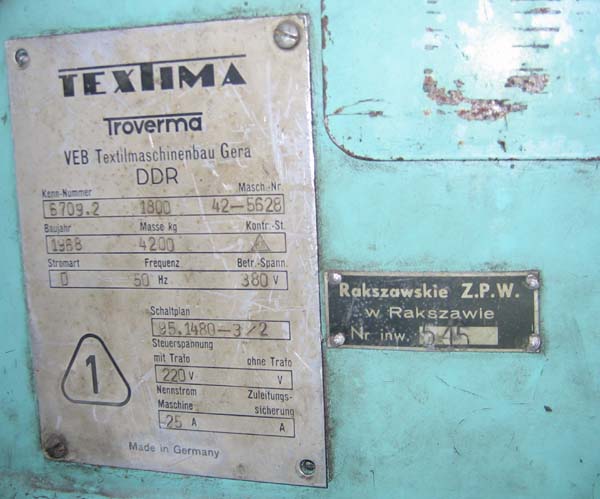 TEXTIMA
Troverma
VEB Textilmaschinenbau Gera
DDR
Kenn-Nummer Masch.-Nr.
6709.2 1800 42-5628
Baujahr Masse kg Kontr.-St.
1968 4200
Stromart Frequenz Betr.-Spann.
D 50 Hz 380 V
Schaltplan
95.1480-3/2
Steuerspannung
mit Trafo ohne Trafo
220 V V
Nennstrom Zuleitungs-
Maschine sicherung
25 A A
1
Made in Germany
Rakszawskie Z.P.W.
w Rakszawie
Nr inw. 545